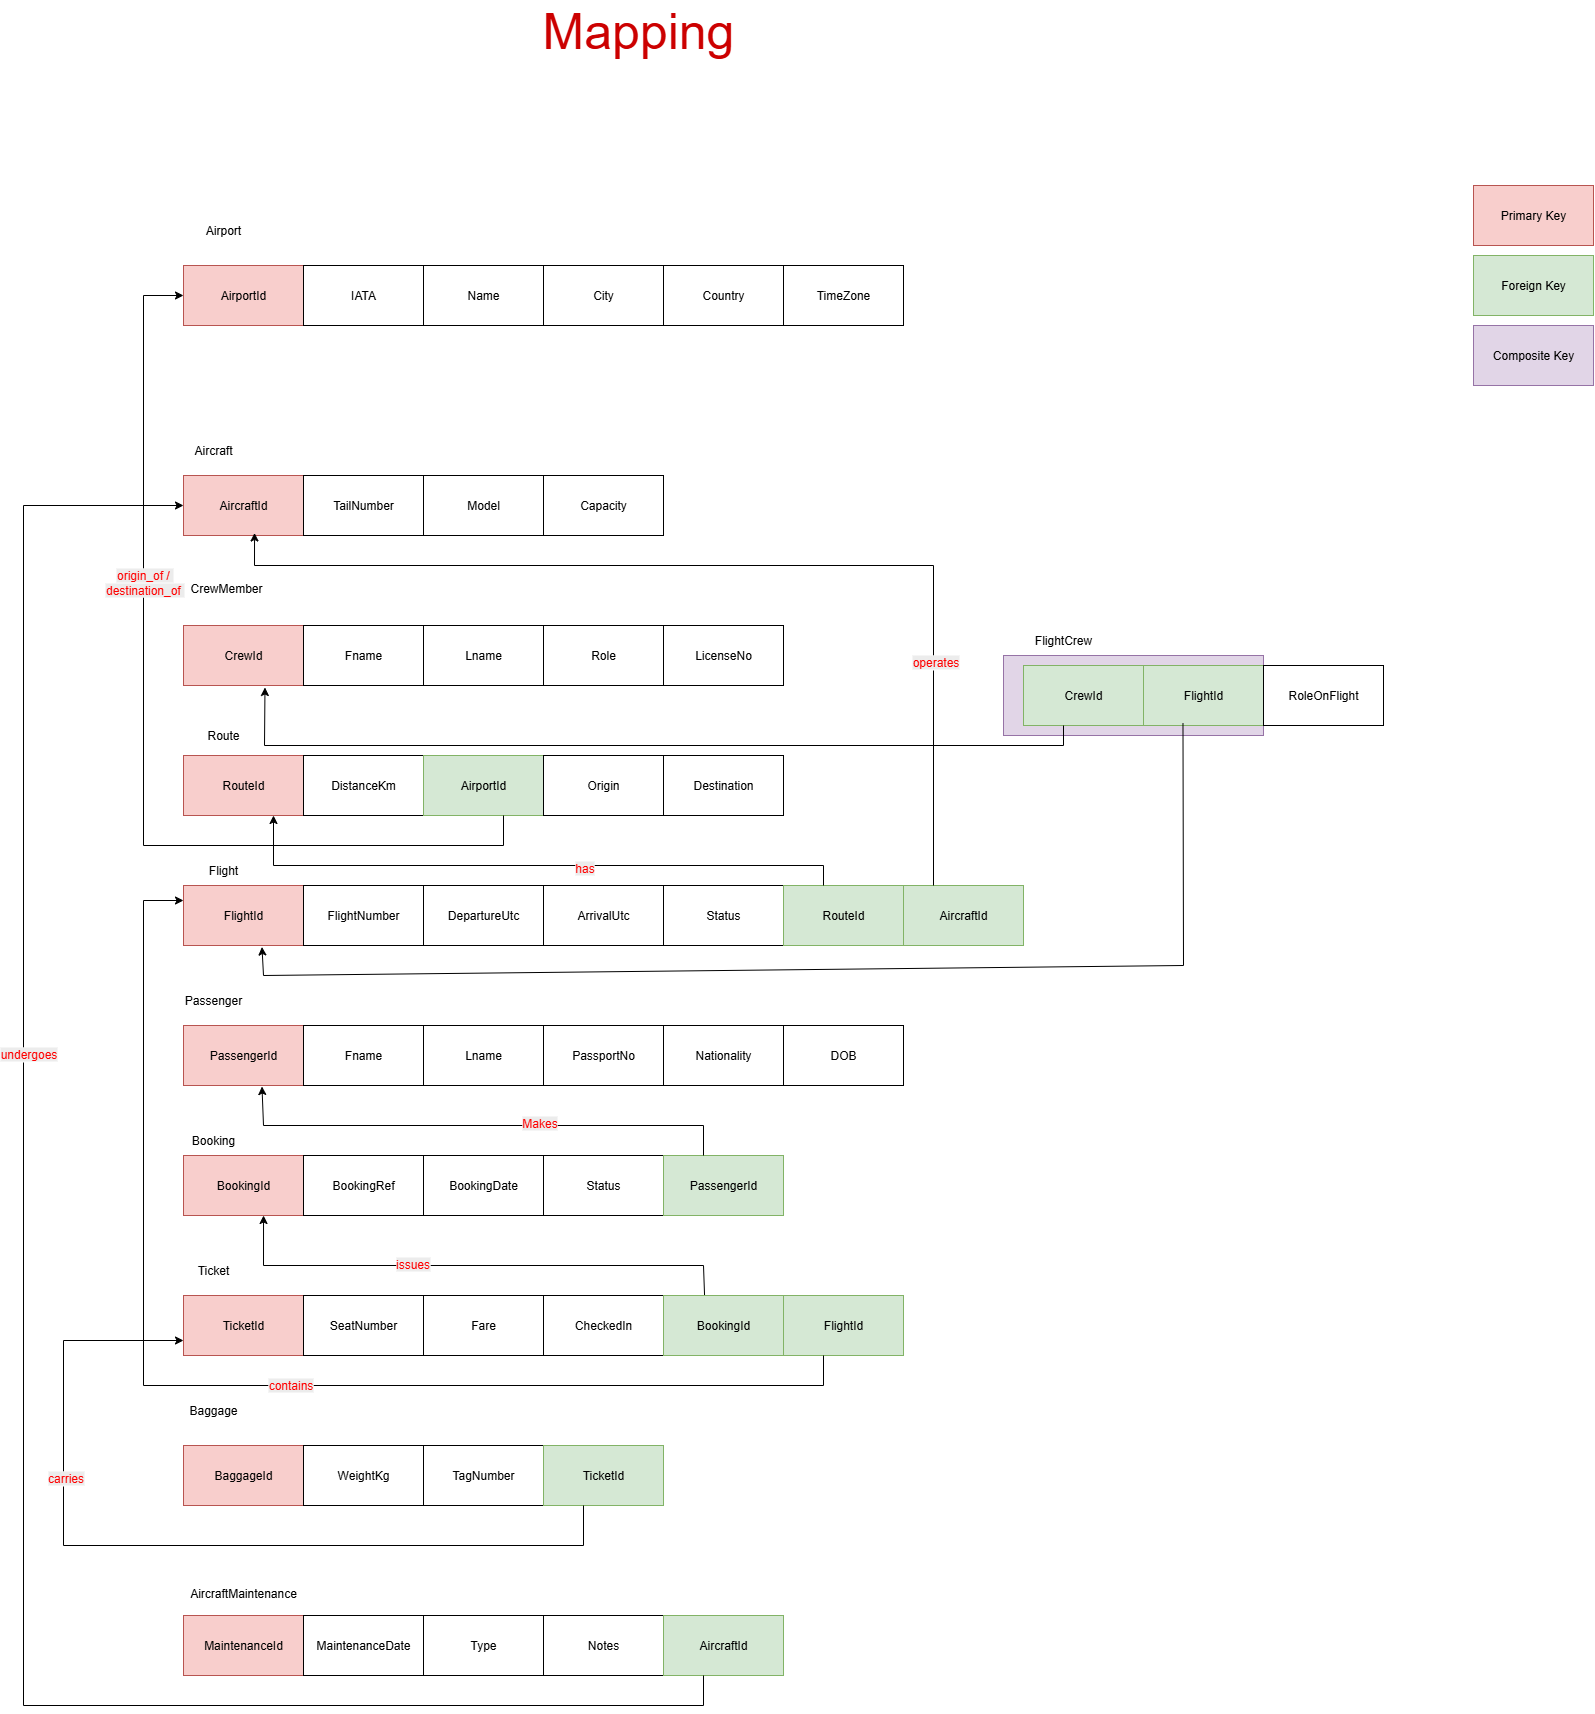 Mapping
Primary Key
Foreign Key
Composite Key
Airport
AirportId IATA Name City Country TimeZone
Aircraft
AircraftId TailNumber Model Capacity
origin_of /
destination_of
CrewMember
CrewId Fname Lname Role LicenseNo
operates
FlightCrew
CrewId FlightId RoleOnFlight
Route
RouteId DistanceKm AirportId Origin Destination
has
Flight
FlightId FlightNumber DepartureUtc ArrivalUtc Status RouteId AircraftId
Passenger
PassengerId Fname Lname PassportNo Nationality DOB
undergoes
Makes
Booking
BookingId BookingRef BookingDate Status PassengerId
issues
Ticket
TicketId SeatNumber Fare CheckedIn BookingId FlightId
contains
Baggage
BaggageId WeightKg TagNumber TicketId
carries
AircraftMaintenance
MaintenanceId MaintenanceDate Type Notes AircraftId